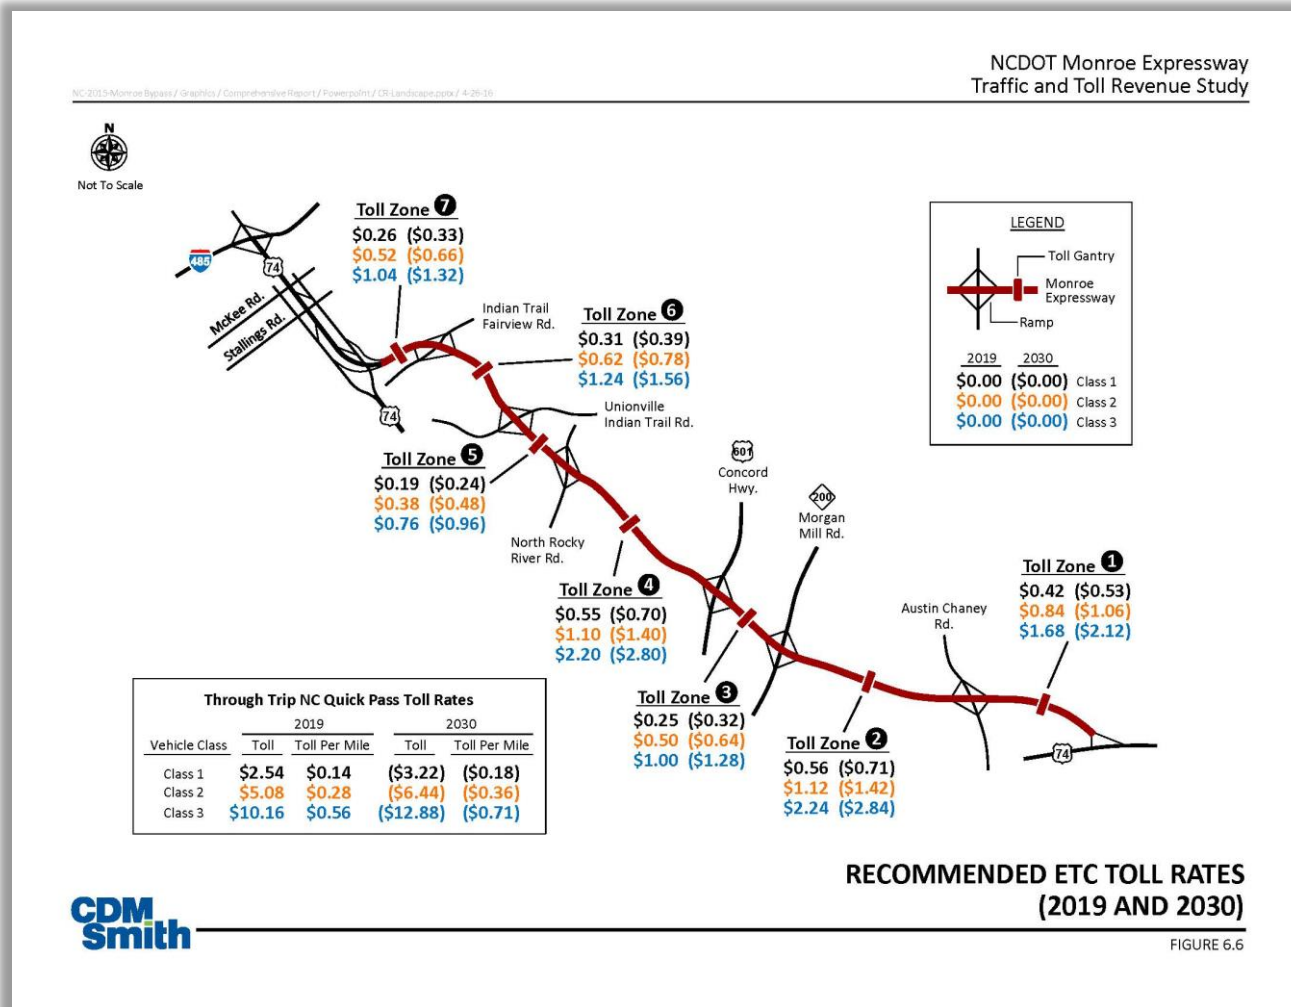 NCDOT Monroe Expressway
Traffic and Toll Revenue Study
NC-2015-Monroe Bypass / Graphics / Comprehensive Report / Powerpoint / CR-Landscape.pptx / 4-26-16
N
Not To Scale
Toll Zone 7
$0.26 ($0.33)
$0.52 ($0.66)
$1.04 ($1.32)
485
74
McKee Rd.
Stallings Rd.
74
Indian Trail
Fairview Rd.
Toll Zone 6
$0.31 ($0.39)
$0.62 ($0.78)
$1.24 ($1.56)
LEGEND
Toll Gantry
Monroe
Expressway
Ramp
2019 2030
$0.00 ($0.00) Class 1
$0.00 ($0.00) Class 2
$0.00 ($0.00) Class 3
Unionville
Indian Trail Rd.
Toll Zone 5
$0.19 ($0.24)
$0.38 ($0.48)
$0.76 ($0.96)
North Rocky
River Rd.
601
Concord
Hwy.
200
Morgan
Mill Rd.
Toll Zone 4
$0.55 ($0.70)
$1.10 ($1.40)
$2.20 ($2.80)
Toll Zone 1
$0.42 ($0.53)
$0.84 ($1.06)
$1.68 ($2.12)
Austin Chaney
Rd.
Toll Zone 3
$0.25 ($0.32)
$0.50 ($0.64)
$1.00 ($1.28)
Toll Zone 2
$0.56 ($0.71)
$1.12 ($1.42)
$2.24 ($2.84)
74
Through Trip NC Quick Pass Toll Rates
2019 2030
Vehicle Class Toll Toll Per Mile Toll Toll Per Mile
Class 1 $2.54 $0.14 ($3.22) ($0.18)
Class 2 $5.08 $0.28 ($6.44) ($0.36)
Class 3 $10.16 $0.56 ($12.88) ($0.71)
RECOMMENDED ETC TOLL RATES
(2019 AND 2030)
CDM
Smith
FIGURE 6.6